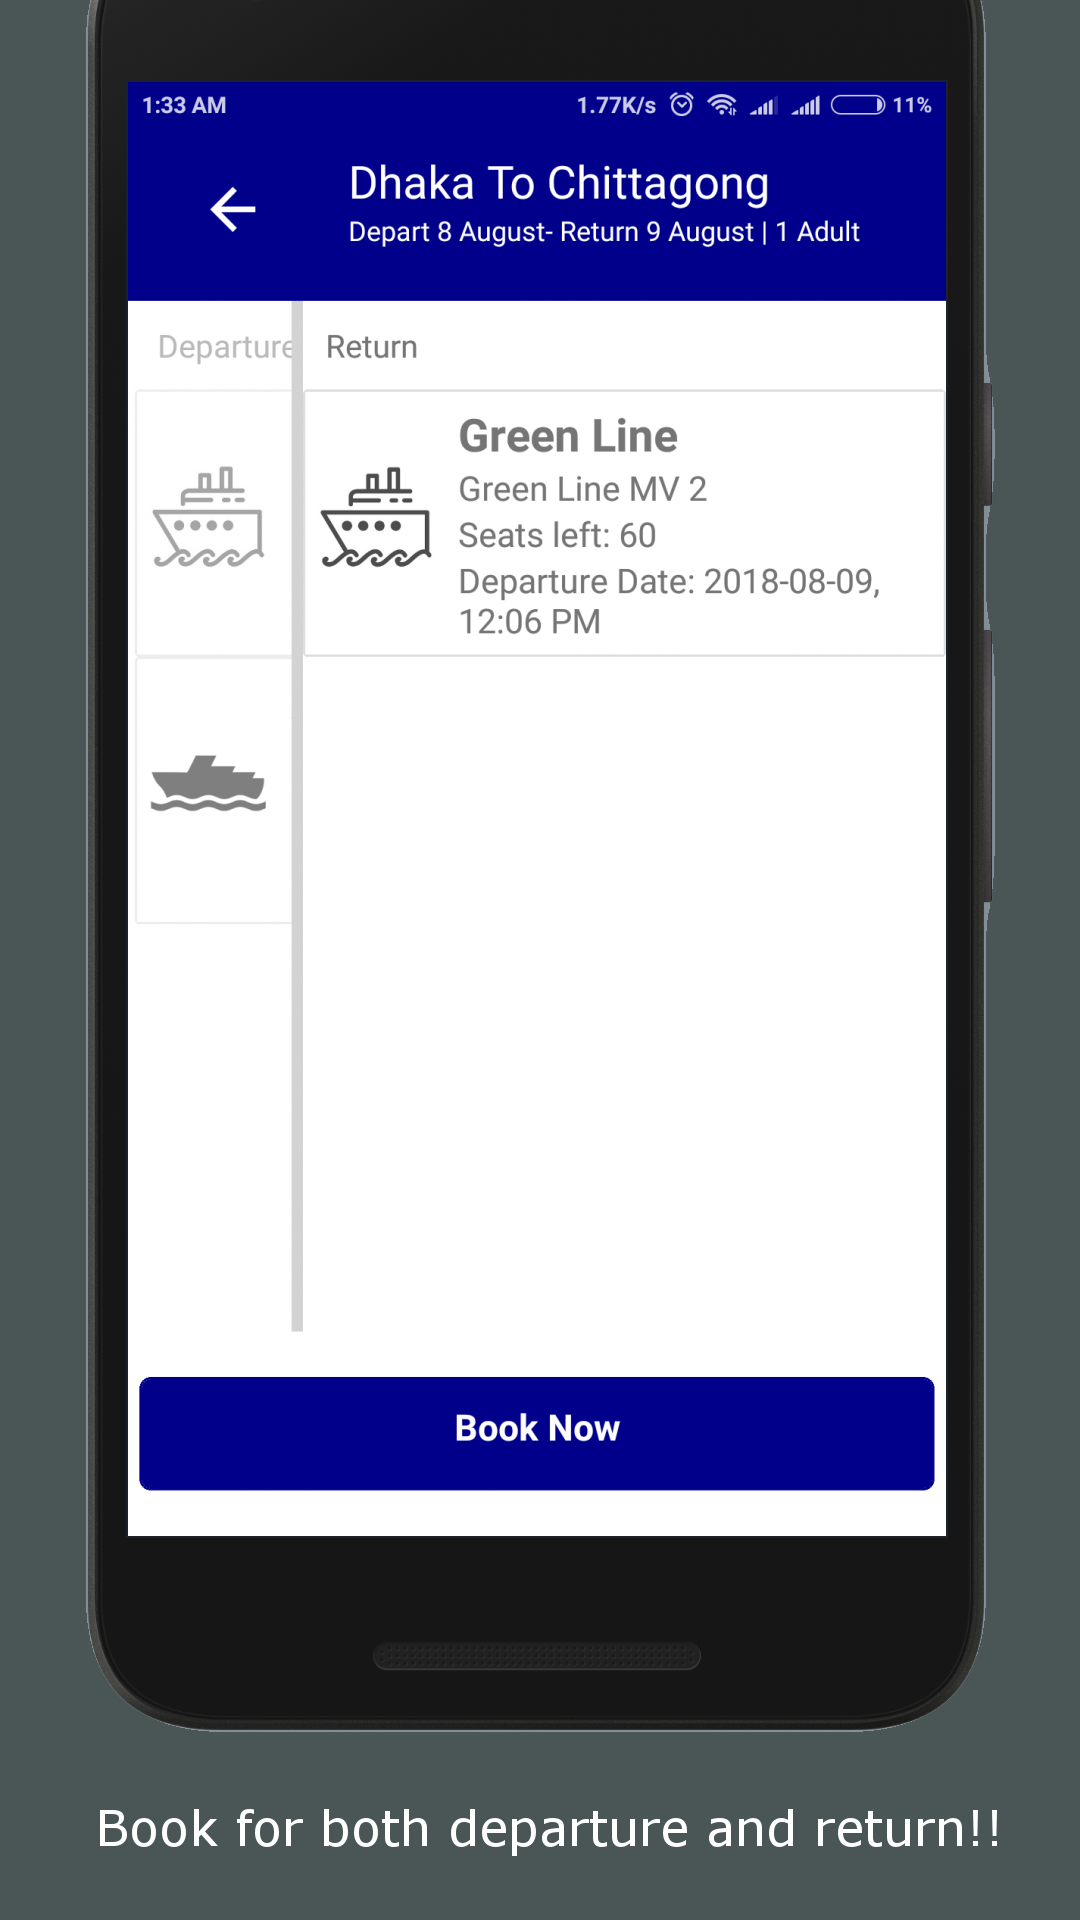 1:33 AM 1.77K/s 11%
Dhaka To Chittagong
Depart 8 August- Return 9 August | 1 Adult
Departure Return
Green Line
Green Line MV 2
Seats left: 60
Departure Date: 2018-08-09,
12:06 PM
Book Now
Book for both departure and return!!